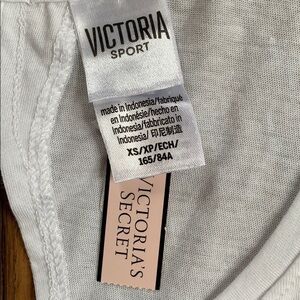 VICTORIA
SPORT
made in Indonesia/fabriqué
en Indonésie/hecho en
Indonesia/fabbricato in
Indonesia/ 印尼制造
XS/XP/ECH/
165/84A
VICTORIA'S
SECRET